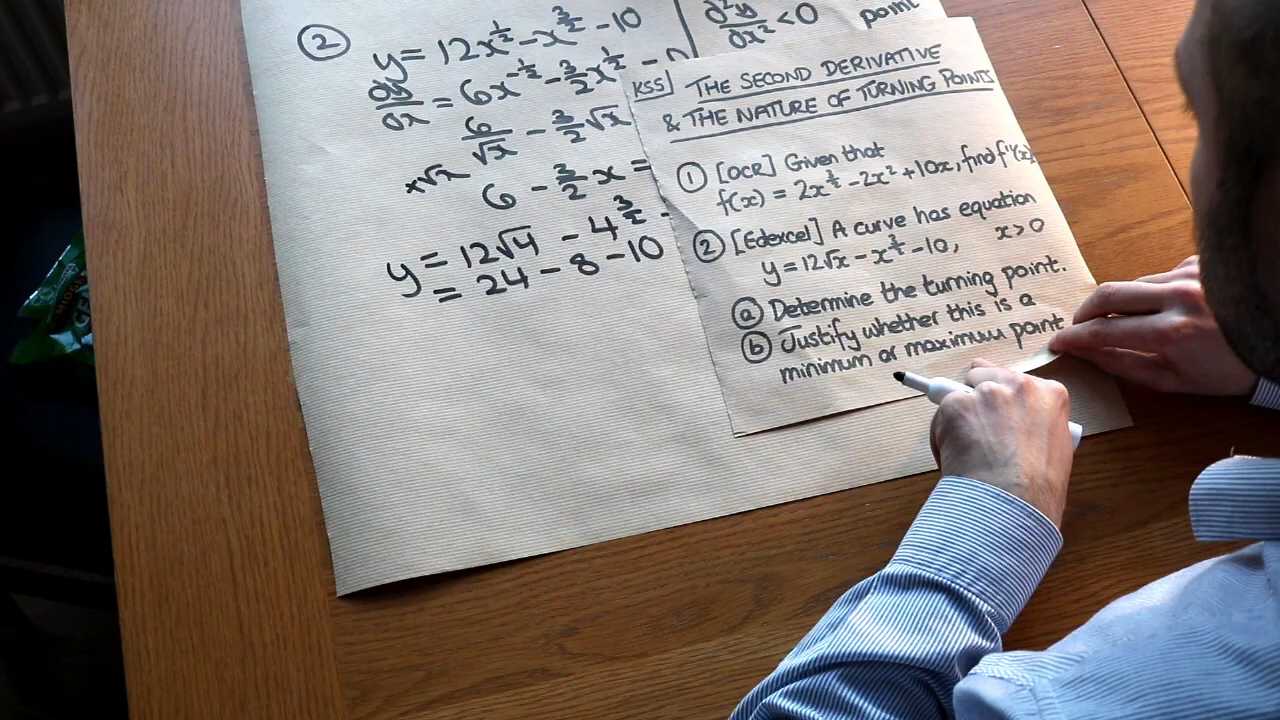 ② y = 12x^½ − x^(3/2) − 10
dy/dx = 6x^(−½) − 3/2 x^½ − 0
6/√x − 3/2 √x
×√x 6 − 3/2 x =
y = 12√4 − 4^(3/2) −
= 24 − 8 − 10
d²y/dx² < 0 point
KS5 THE SECOND DERIVATIVE
& THE NATURE OF TURNING POINTS
① [OCR] Given that
f(x) = 2x^(3/2) − 2x² + 10x, find f''(x)
② [Edexcel] A curve has equation
y = 12√x − x^(3/2) − 10, x > 0
ⓐ Determine the turning point.
ⓑ Justify whether this is a
minimum or maximum point